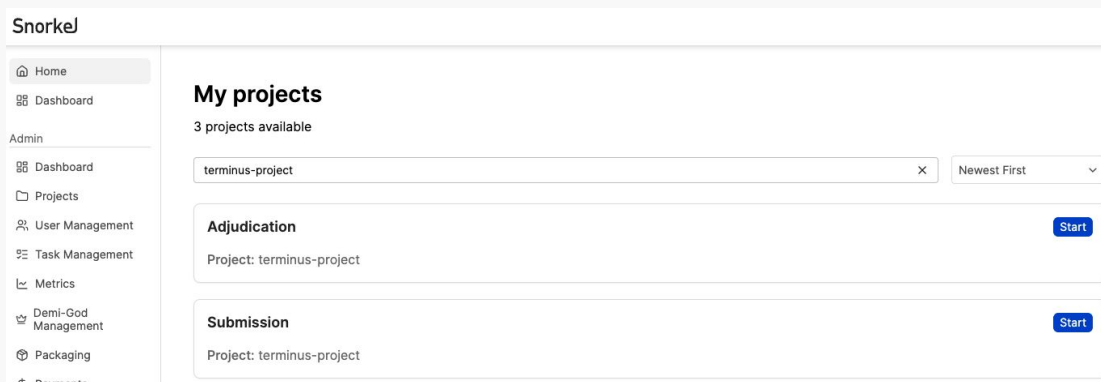 Snorkel
Home
Dashboard
Admin
Dashboard
Projects
User Management
Task Management
Metrics
Demi-God
Management
Packaging
My projects
3 projects available
terminus-project
Newest First
Adjudication
Start
Project: terminus-project
Submission
Start
Project: terminus-project